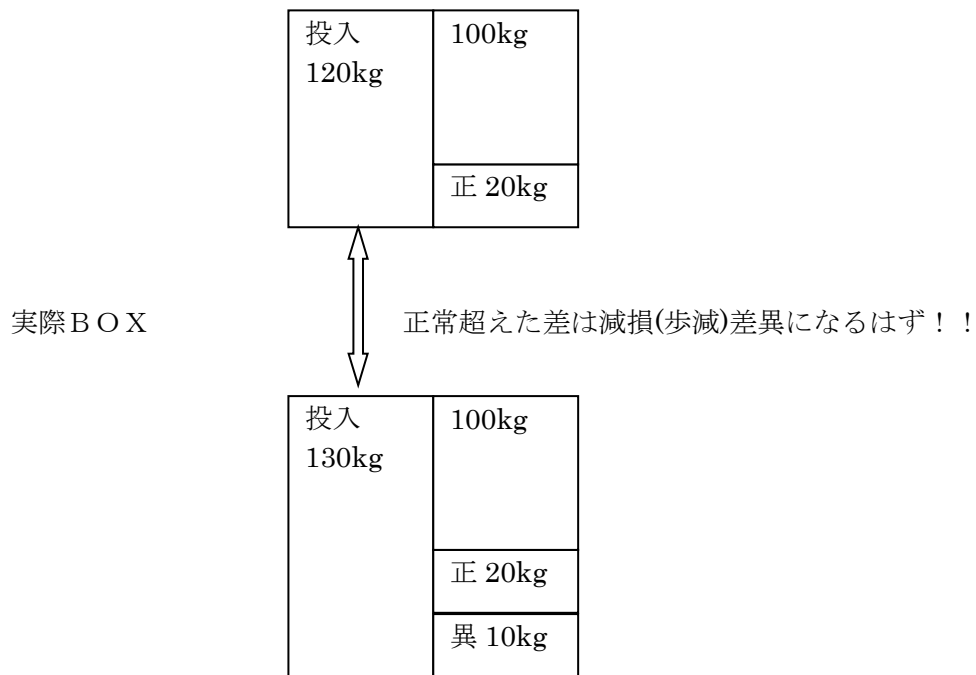 投入
120kg
100kg
正 20kg
実際ＢＯＸ
正常超えた差は減損(歩減)差異になるはず！！
投入
130kg
100kg
正 20kg
異 10kg